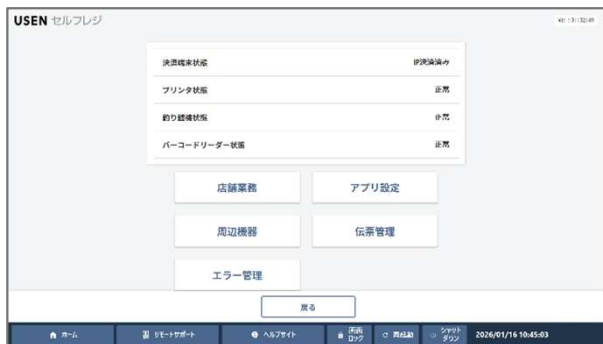 USEN セルフレジ
決済端末状態
プリンタ状態 正常
釣り銭機状態 正常
バーコードリーダー状態 正常
店舗業務 アプリ設定
周辺機器 伝票管理
エラー管理
戻る
ホーム リモートサポート ヘルプサイト 画面ロック 再起動 シャットダウン 2026/01/16 10:45:03